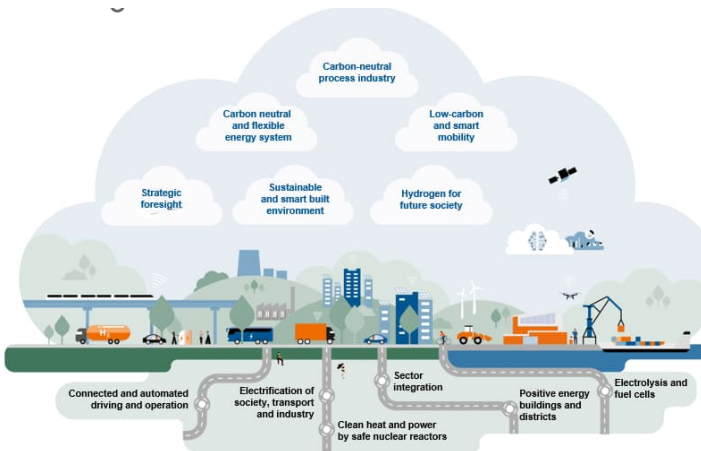 Carbon-neutral
process industry
Carbon neutral
and flexible
energy system
Low-carbon
and smart
mobility
Strategic
foresight
Sustainable
and smart built
environment
Hydrogen for
future society
H₂
Connected and automated
driving and operation
Electrification of
society, transport
and industry
Clean heat and power
by safe nuclear reactors
Sector
integration
Positive energy
buildings and
districts
Electrolysis and
fuel cells